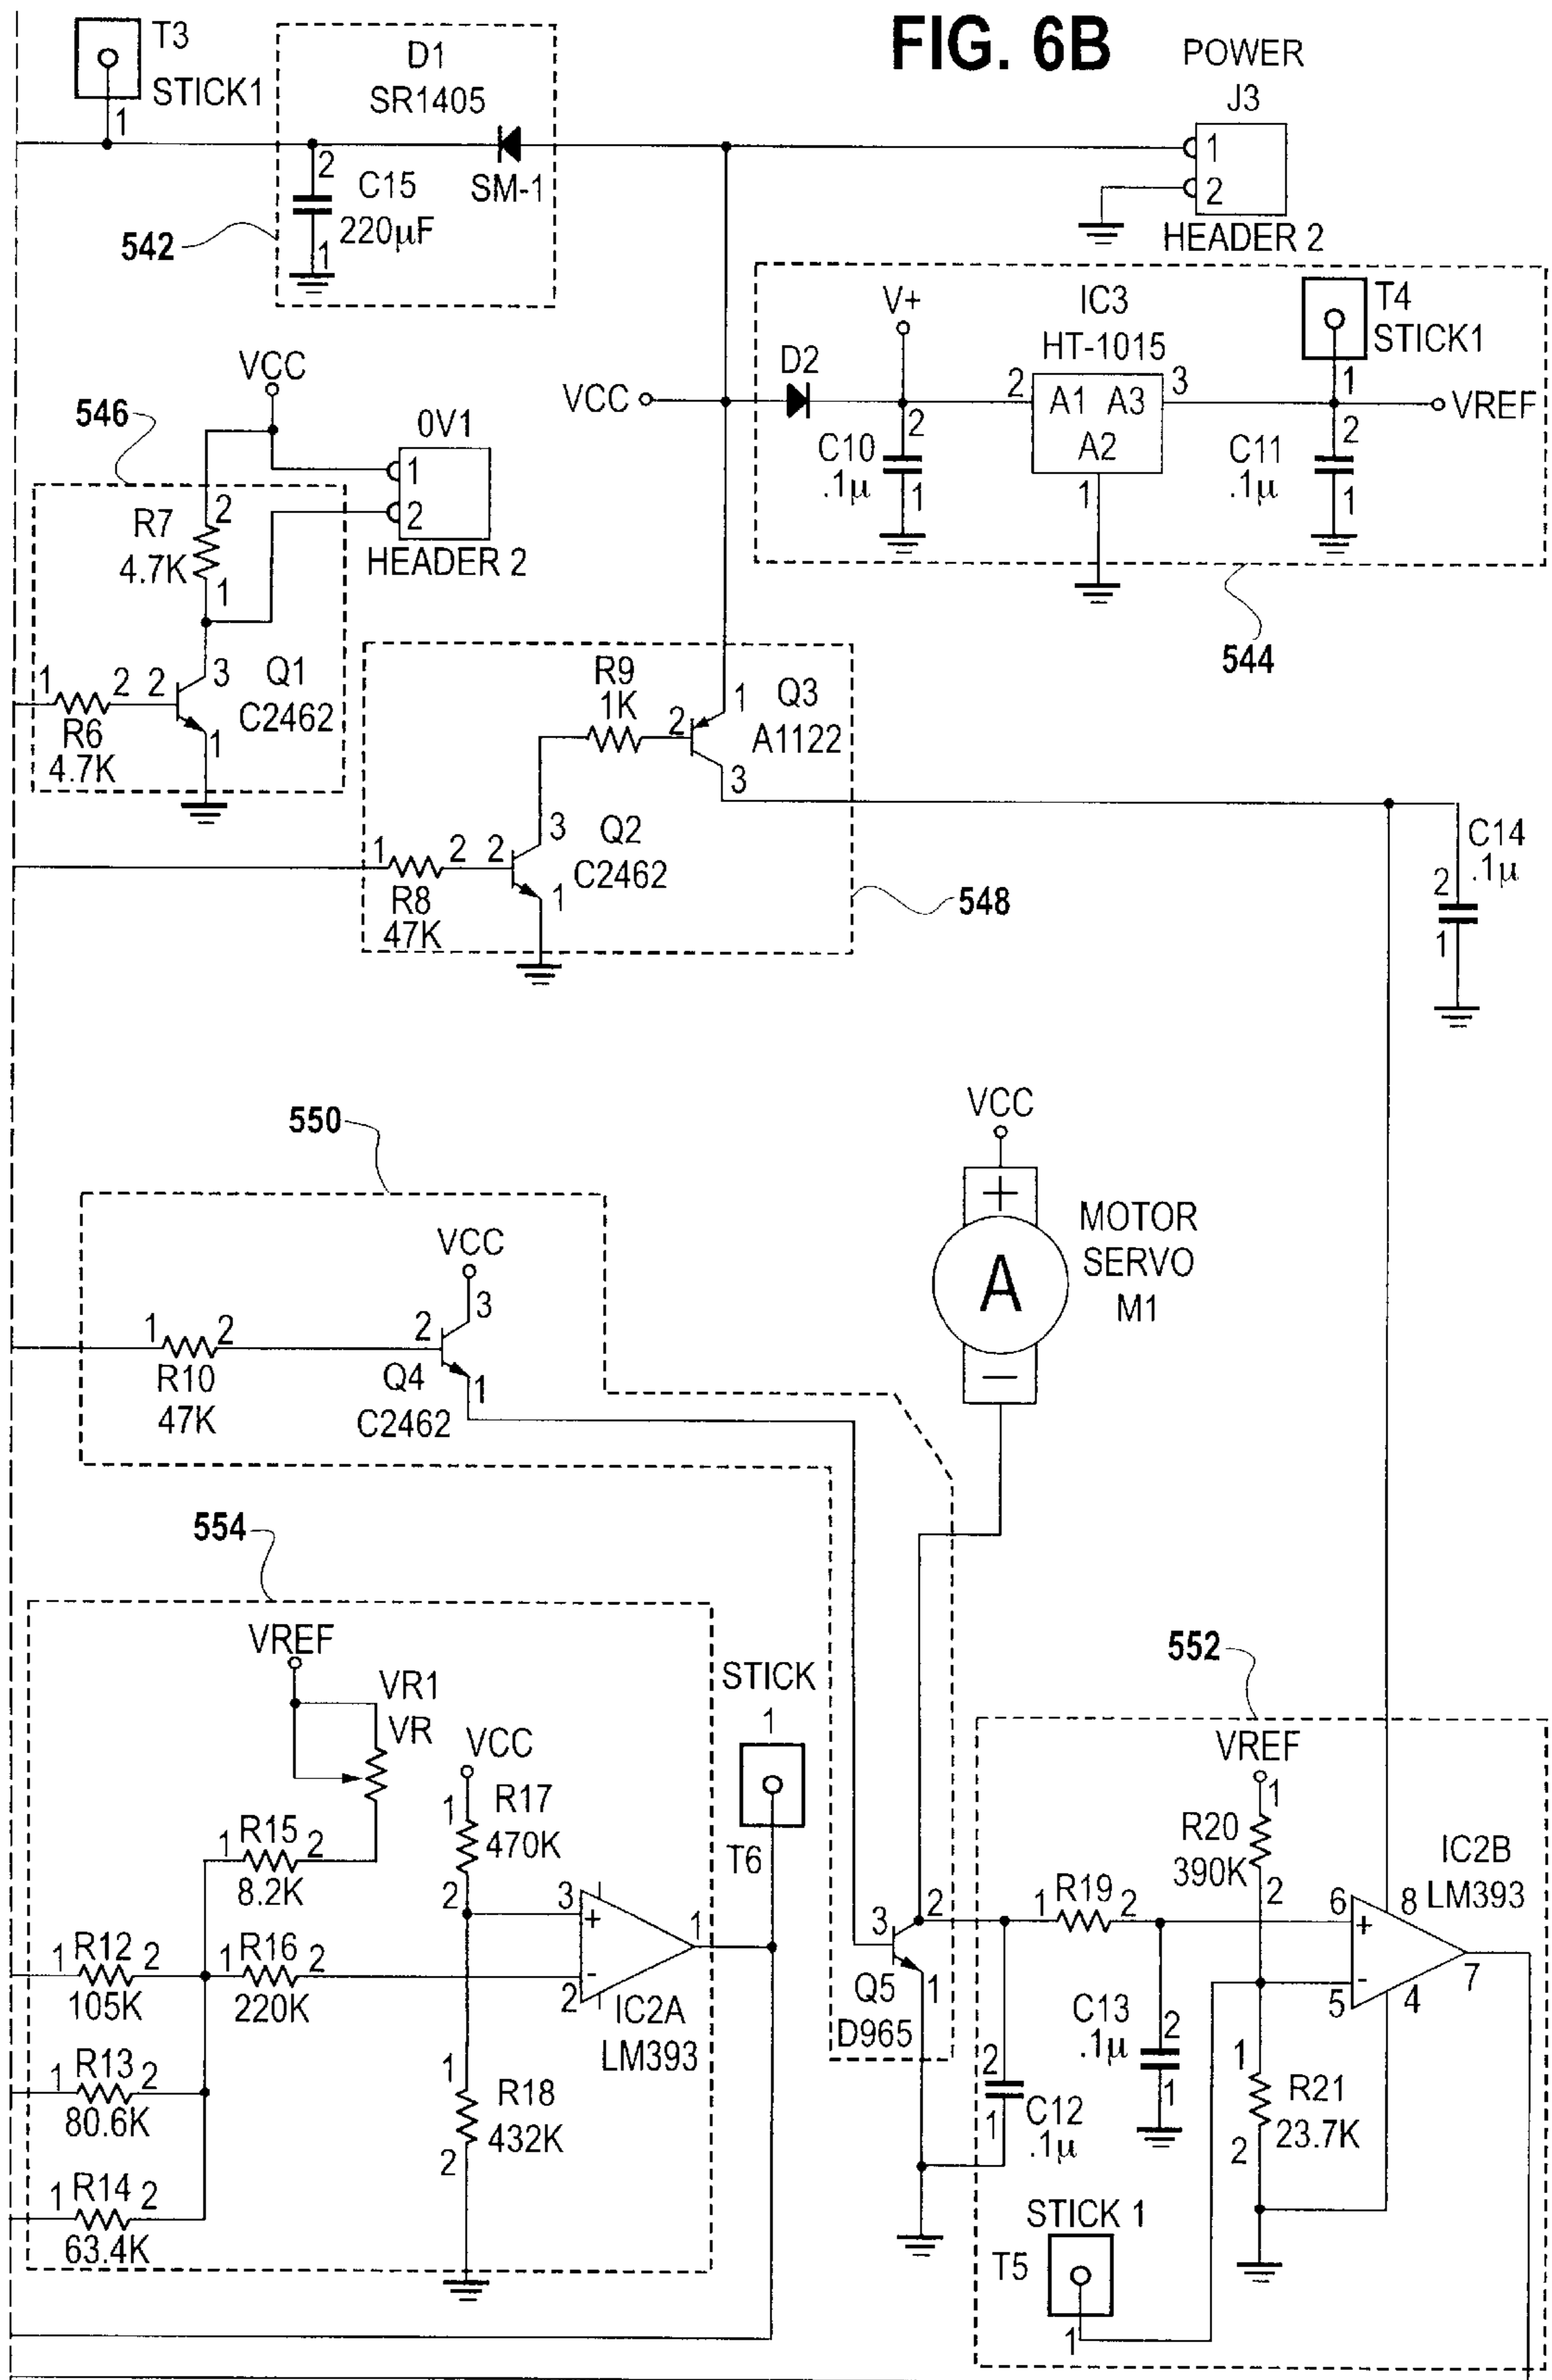 FIG. 6B
T3
STICK1
1
D1
SR1405
2
C15
220µF
1
SM-1
542
POWER
J3
1
2
HEADER 2
V+
IC3
HT-1015
T4
STICK1
D2
VCC
2
A1 A3
A2
3
1
VREF
C10
.1µ
2
1
1
C11
.1µ
2
1
544
VCC
546
0V1
1
2
HEADER 2
R7
4.7K
2
1
1
2
2
3
Q1
C2462
R6
4.7K
1
R9
1K
2
1
Q3
A1122
3
1
2
2
3
Q2
C2462
R8
47K
1
548
C14
.1µ
2
1
550
VCC
+
A
−
MOTOR
SERVO
M1
VCC
3
1
2
2
R10
47K
Q4
C2462
1
554
VREF
VR1
VR
VCC
1
R17
470K
2
1
R15
2
8.2K
3
+
1
-
2
IC2A
LM393
1
R12
2
105K
1
R16
2
220K
1
R13
2
80.6K
1
R18
432K
2
1
R14
2
63.4K
STICK
1
T6
3
2
Q5
D965
1
552
VREF
1
R20
390K
2
IC2B
LM393
1
R19
2
6
+
8
-
5
4
7
C13
.1µ
2
1
2
C12
.1µ
1
1
R21
23.7K
2
STICK 1
T5
1